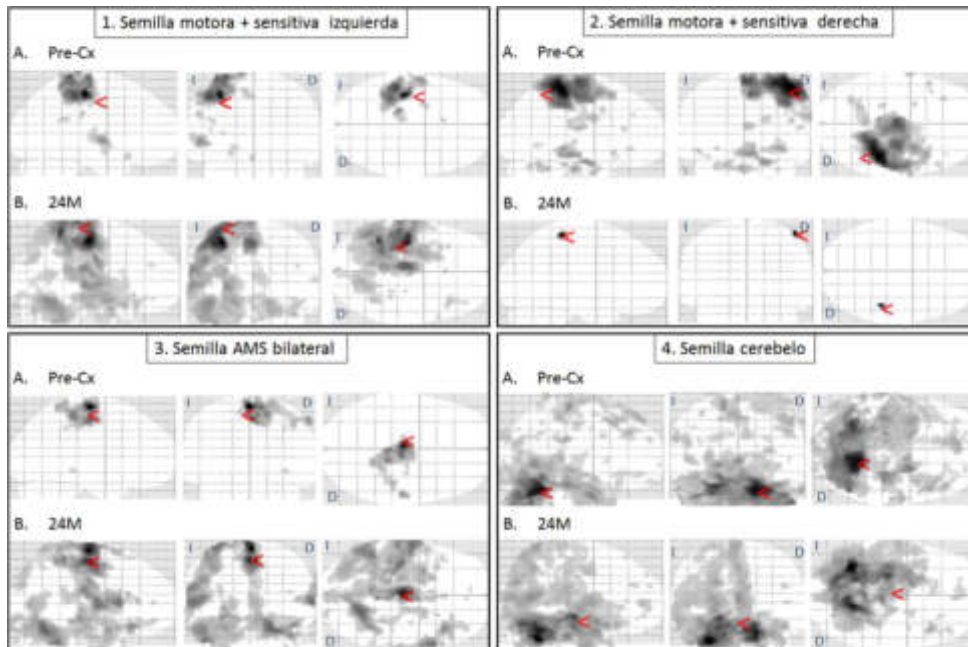 1. Semilla motora + sensitiva izquierda
A. Pre-Cx
I D
I
D
B. 24M
I D
I
D
2. Semilla motora + sensitiva derecha
A. Pre-Cx
I D
I
D
B. 24M
I D
I
D
3. Semilla AMS bilateral
A. Pre-Cx
I D
I
D
B. 24M
I D
I
D
4. Semilla cerebelo
A. Pre-Cx
I D
I
D
B. 24M
I D
I
D